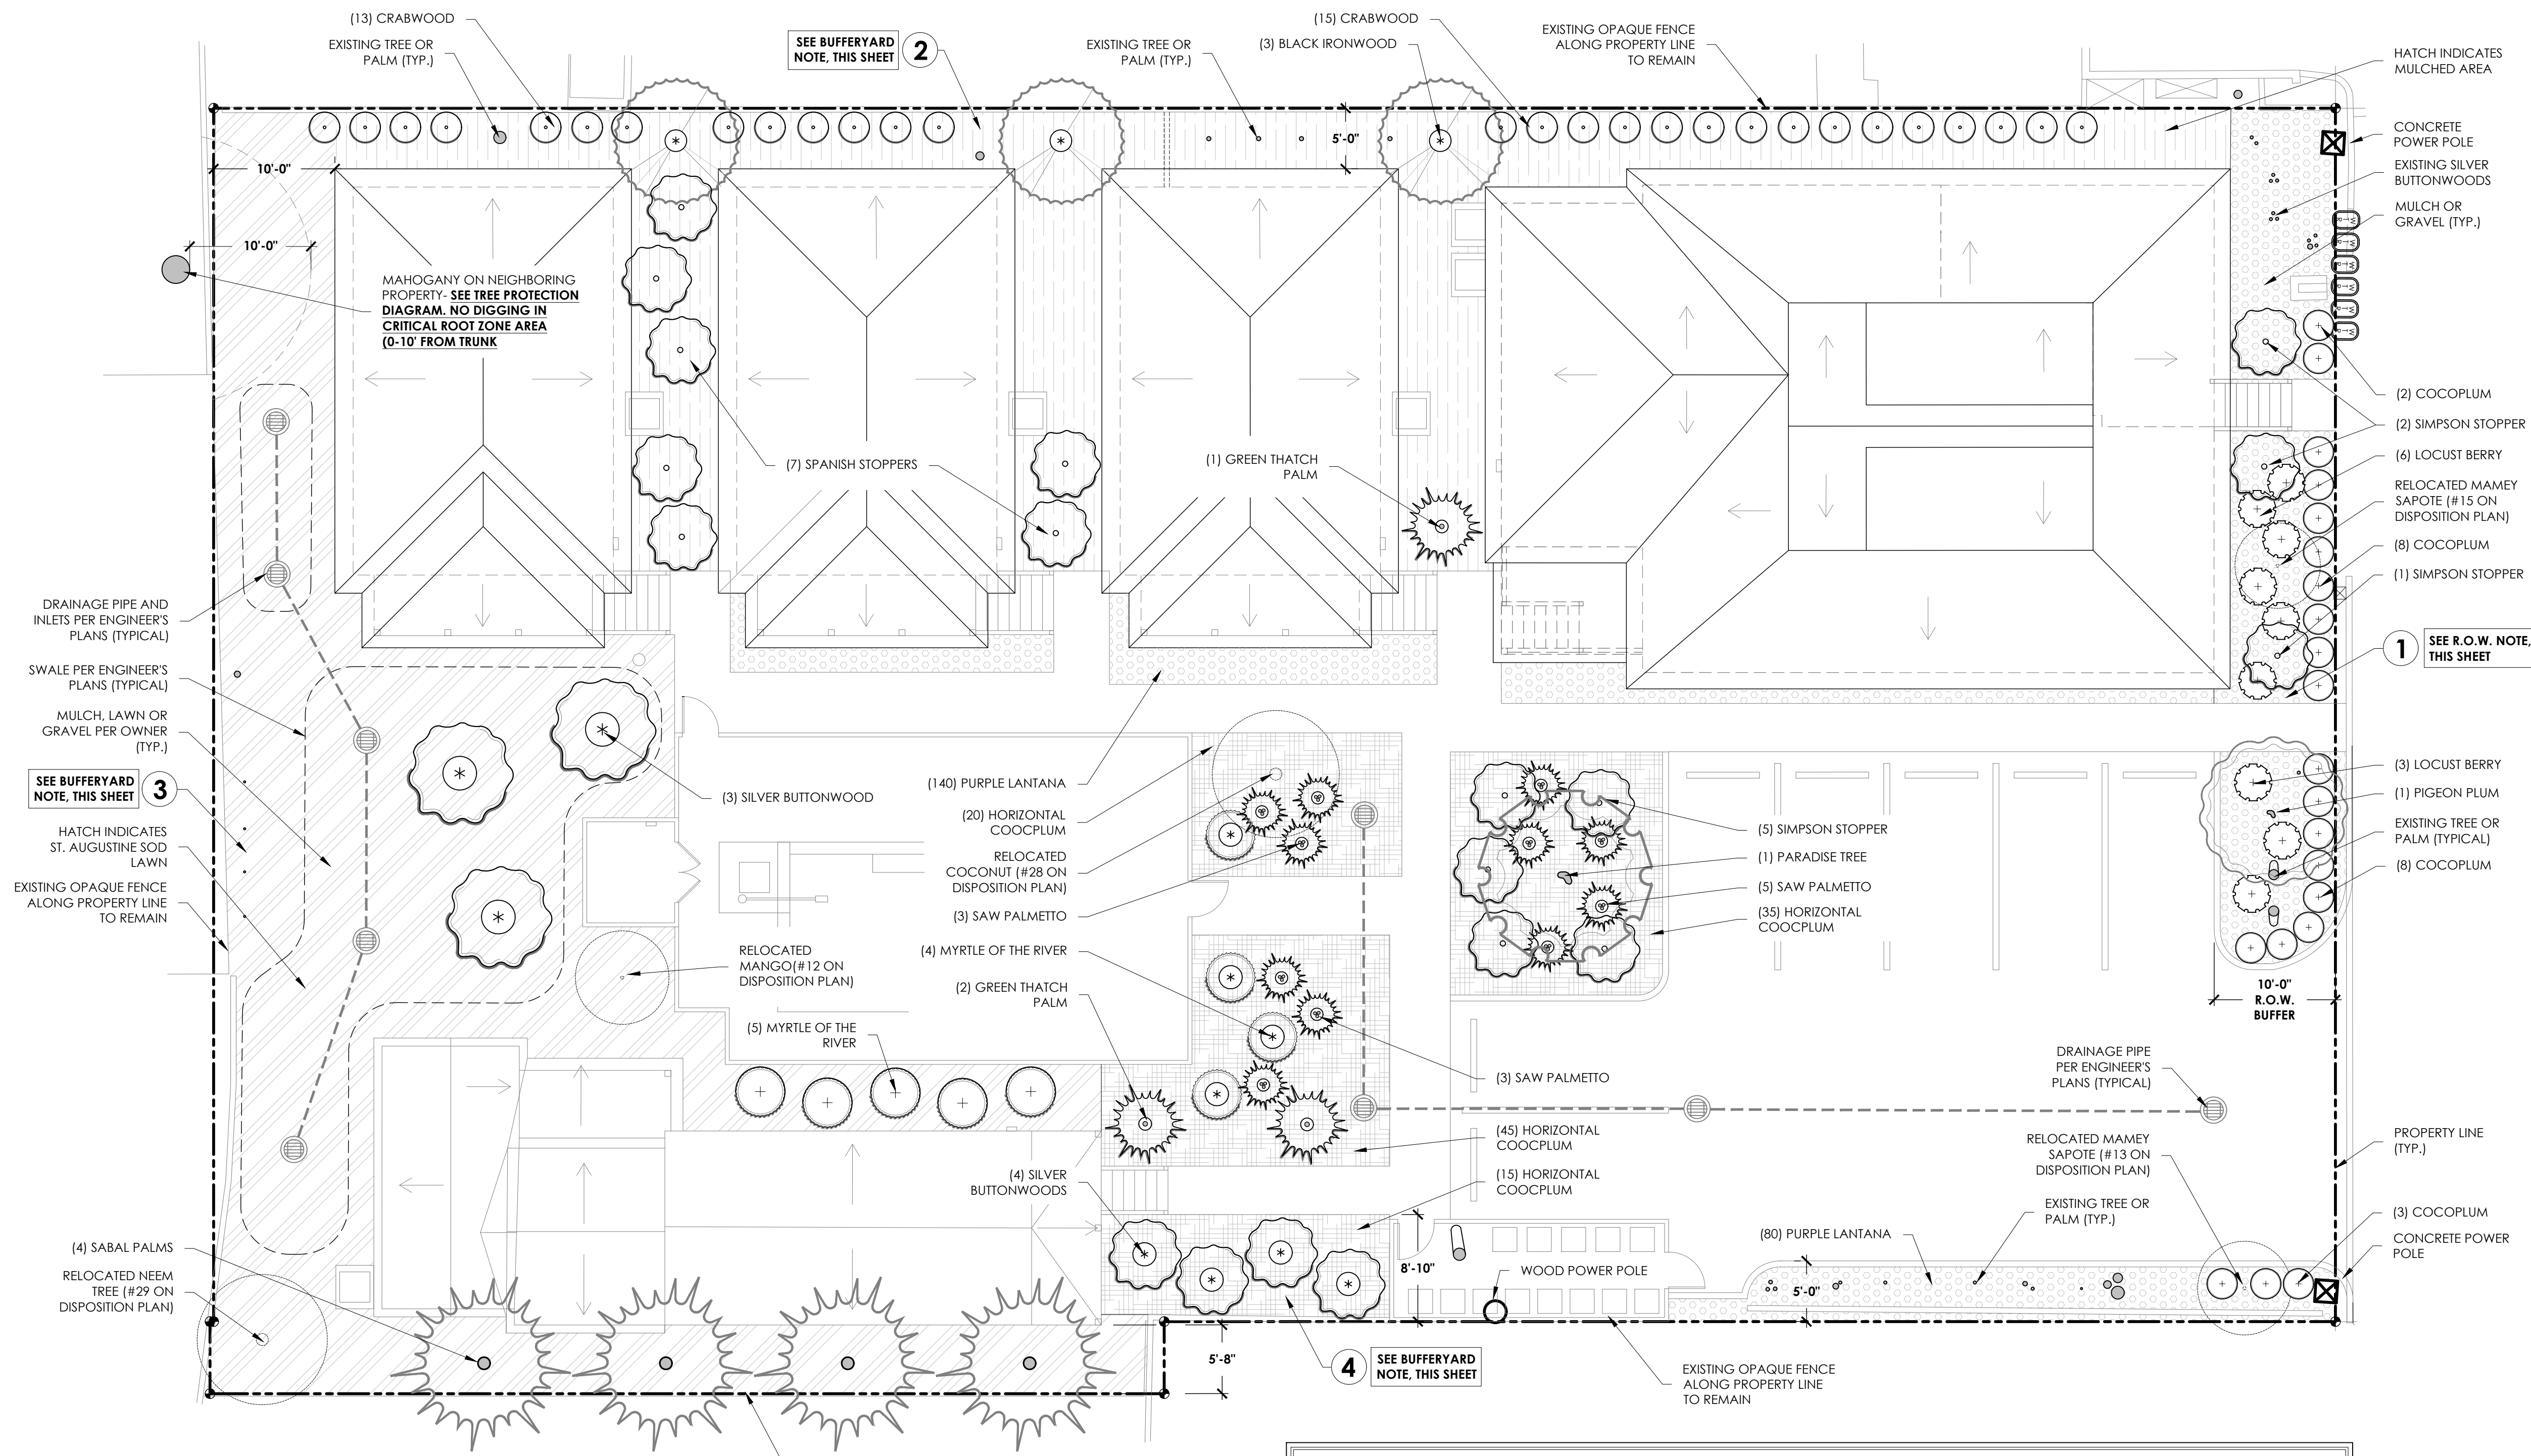 (13) CRABWOOD
EXISTING TREE OR
PALM (TYP.)
SEE BUFFERYARD
NOTE, THIS SHEET
2
EXISTING TREE OR
PALM (TYP.)
(15) CRABWOOD
(3) BLACK IRONWOOD
EXISTING OPAQUE FENCE
ALONG PROPERTY LINE
TO REMAIN
HATCH INDICATES
MULCHED AREA
CONCRETE
POWER POLE
EXISTING SILVER
BUTTONWOODS
MULCH OR
GRAVEL (TYP.)
5'-0"
10'-0"
10'-0"
MAHOGANY ON NEIGHBORING
PROPERTY- SEE TREE PROTECTION
DIAGRAM. NO DIGGING IN
CRITICAL ROOT ZONE AREA
(0-10' FROM TRUNK
(7) SPANISH STOPPERS
(1) GREEN THATCH
PALM
(2) COCOPLUM
(2) SIMPSON STOPPER
(6) LOCUST BERRY
RELOCATED MAMEY
SAPOTE (#15 ON
DISPOSITION PLAN)
(8) COCOPLUM
(1) SIMPSON STOPPER
1
SEE R.O.W. NOTE,
THIS SHEET
DRAINAGE PIPE AND
INLETS PER ENGINEER'S
PLANS (TYPICAL)
SWALE PER ENGINEER'S
PLANS (TYPICAL)
MULCH, LAWN OR
GRAVEL PER OWNER
(TYP.)
SEE BUFFERYARD
NOTE, THIS SHEET
3
HATCH INDICATES
ST. AUGUSTINE SOD
LAWN
EXISTING OPAQUE FENCE
ALONG PROPERTY LINE
TO REMAIN
(3) SILVER BUTTONWOOD
(140) PURPLE LANTANA
(20) HORIZONTAL
COOCPLUM
RELOCATED
COCONUT (#28 ON
DISPOSITION PLAN)
(3) SAW PALMETTO
RELOCATED
MANGO(#12 ON
DISPOSITION PLAN)
(4) MYRTLE OF THE RIVER
(2) GREEN THATCH
PALM
(5) MYRTLE OF THE
RIVER
(5) SIMPSON STOPPER
(1) PARADISE TREE
(5) SAW PALMETTO
(35) HORIZONTAL
COOCPLUM
(3) LOCUST BERRY
(1) PIGEON PLUM
EXISTING TREE OR
PALM (TYPICAL)
(8) COCOPLUM
10'-0"
R.O.W.
BUFFER
(3) SAW PALMETTO
DRAINAGE PIPE
PER ENGINEER'S
PLANS (TYPICAL)
(45) HORIZONTAL
COOCPLUM
RELOCATED MAMEY
SAPOTE (#13 ON
DISPOSITION PLAN)
PROPERTY LINE
(TYP.)
(4) SILVER
BUTTONWOODS
(15) HORIZONTAL
COOCPLUM
EXISTING TREE OR
PALM (TYP.)
(80) PURPLE LANTANA
(3) COCOPLUM
CONCRETE POWER
POLE
(4) SABAL PALMS
RELOCATED NEEM
TREE (#29 ON
DISPOSITION PLAN)
8'-10"
WOOD POWER POLE
5'-0"
5'-8"
4
SEE BUFFERYARD
NOTE, THIS SHEET
EXISTING OPAQUE FENCE
ALONG PROPERTY LINE
TO REMAIN